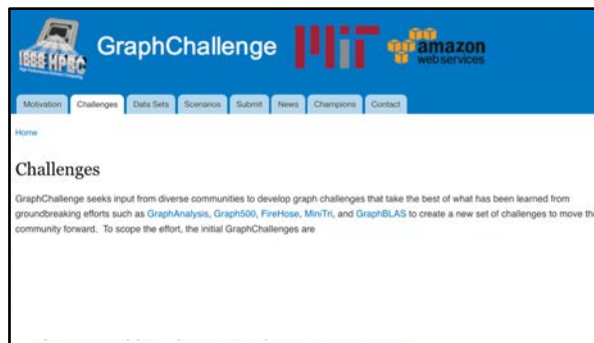 IEEE HPEC
GraphChallenge
MIT
amazon
webservices
Motivation Challenges Data Sets Scenarios Submit News Champions Contact
Home
Challenges
GraphChallenge seeks input from diverse communities to develop graph challenges that take the best of what has been learned from
groundbreaking efforts such as GraphAnalysis, Graph500, FireHose, MiniTri, and GraphBLAS to create a new set of challenges to move the
community forward. To scope the effort, the initial GraphChallenges are